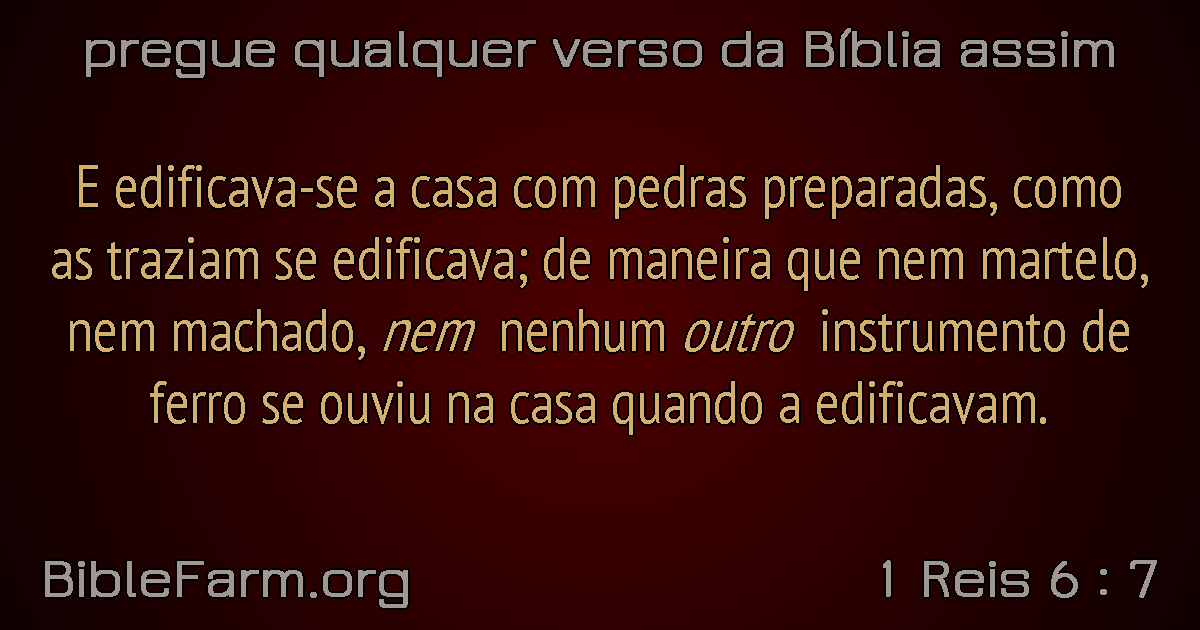 pregue qualquer verso da Bíblia assim
E edificava-se a casa com pedras preparadas, como
as traziam se edificava; de maneira que nem martelo,
nem machado, nem nenhum outro instrumento de
ferro se ouviu na casa quando a edificavam.
BibleFarm.org
1 Reis 6 : 7